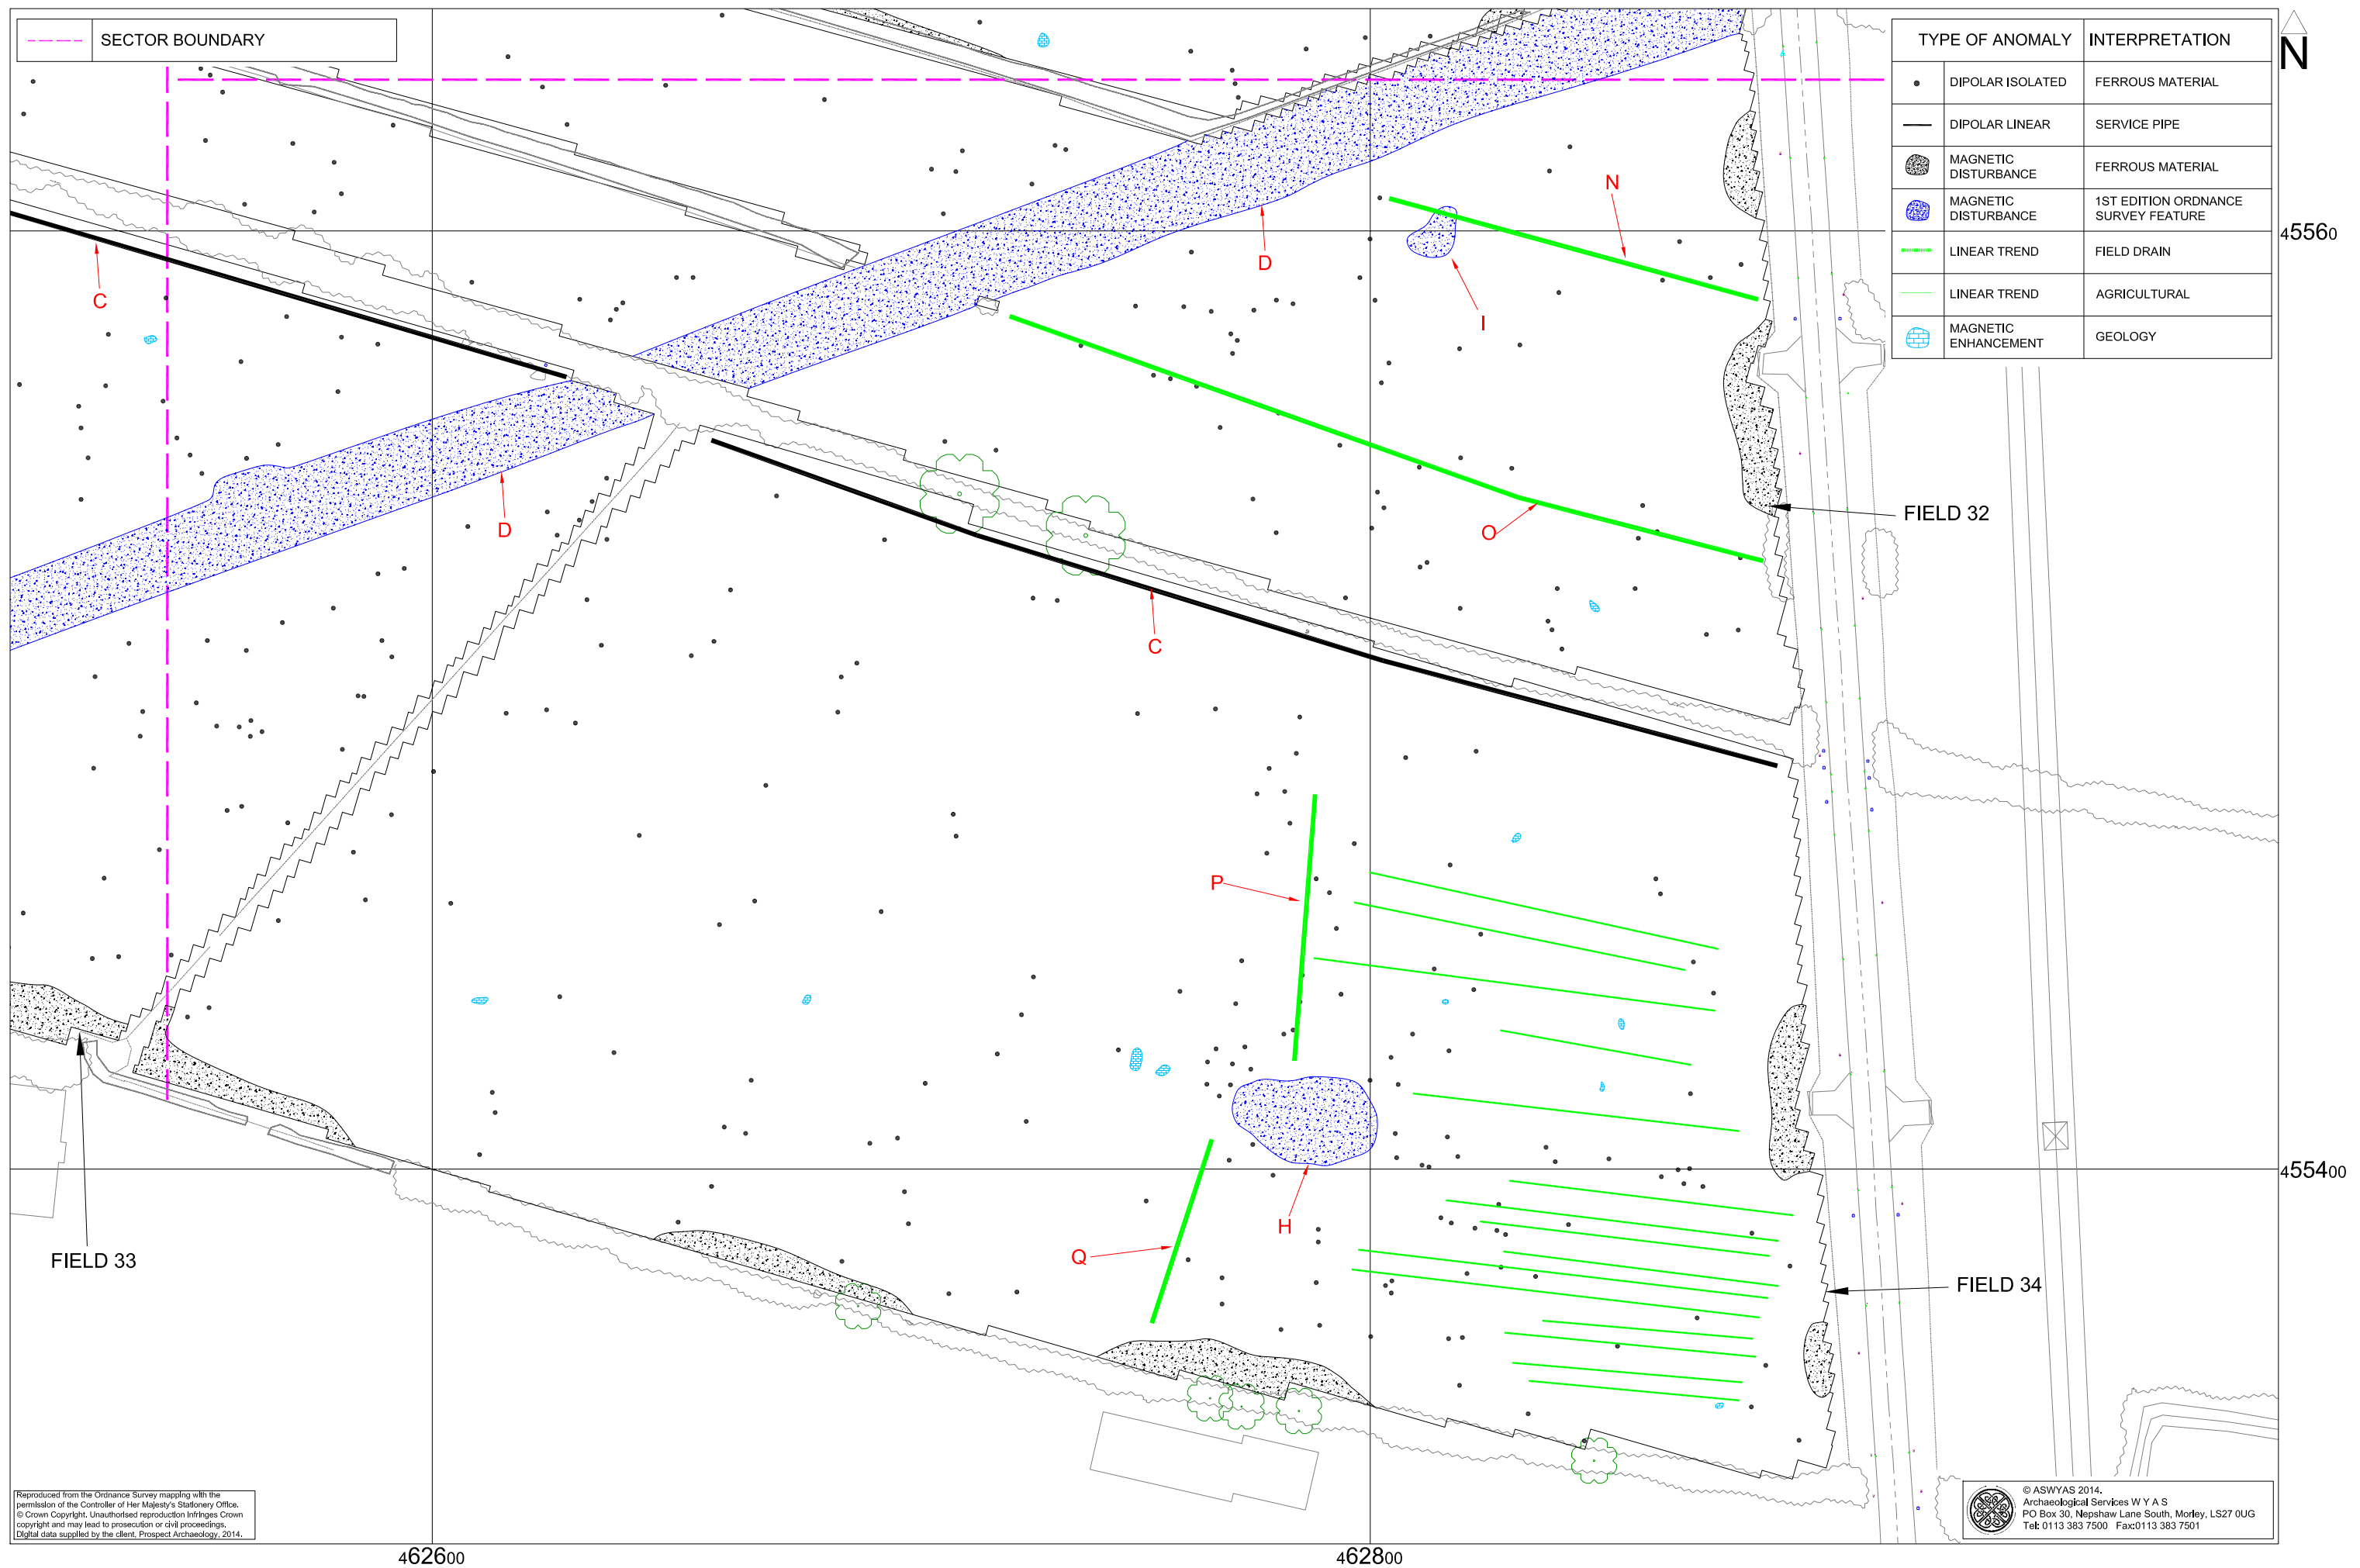 SECTOR BOUNDARY
N
TYPE OF ANOMALY INTERPRETATION
DIPOLAR ISOLATED FERROUS MATERIAL
DIPOLAR LINEAR SERVICE PIPE
MAGNETIC DISTURBANCE FERROUS MATERIAL
MAGNETIC DISTURBANCE 1ST EDITION ORDNANCE SURVEY FEATURE
LINEAR TREND FIELD DRAIN
LINEAR TREND AGRICULTURAL
MAGNETIC ENHANCEMENT GEOLOGY
N
45560
D
C
I
FIELD 32
D
O
C
P
45400
H
Q
FIELD 33
FIELD 34
Reproduced from the Ordnance Survey mapping with the
permission of the Controller of Her Majesty's Stationery Office.
© Crown Copyright. Unauthorised reproduction infringes Crown
copyright and may lead to prosecution or civil proceedings.
Digital data supplied by the client, Prospect Archaeology, 2014.
© ASWYAS 2014.
Archaeological Services W Y A S
PO Box 30, Nepshaw Lane South, Morley, LS27 0UG
Tel: 0113 383 7500 Fax:0113 383 7501
462600
462800